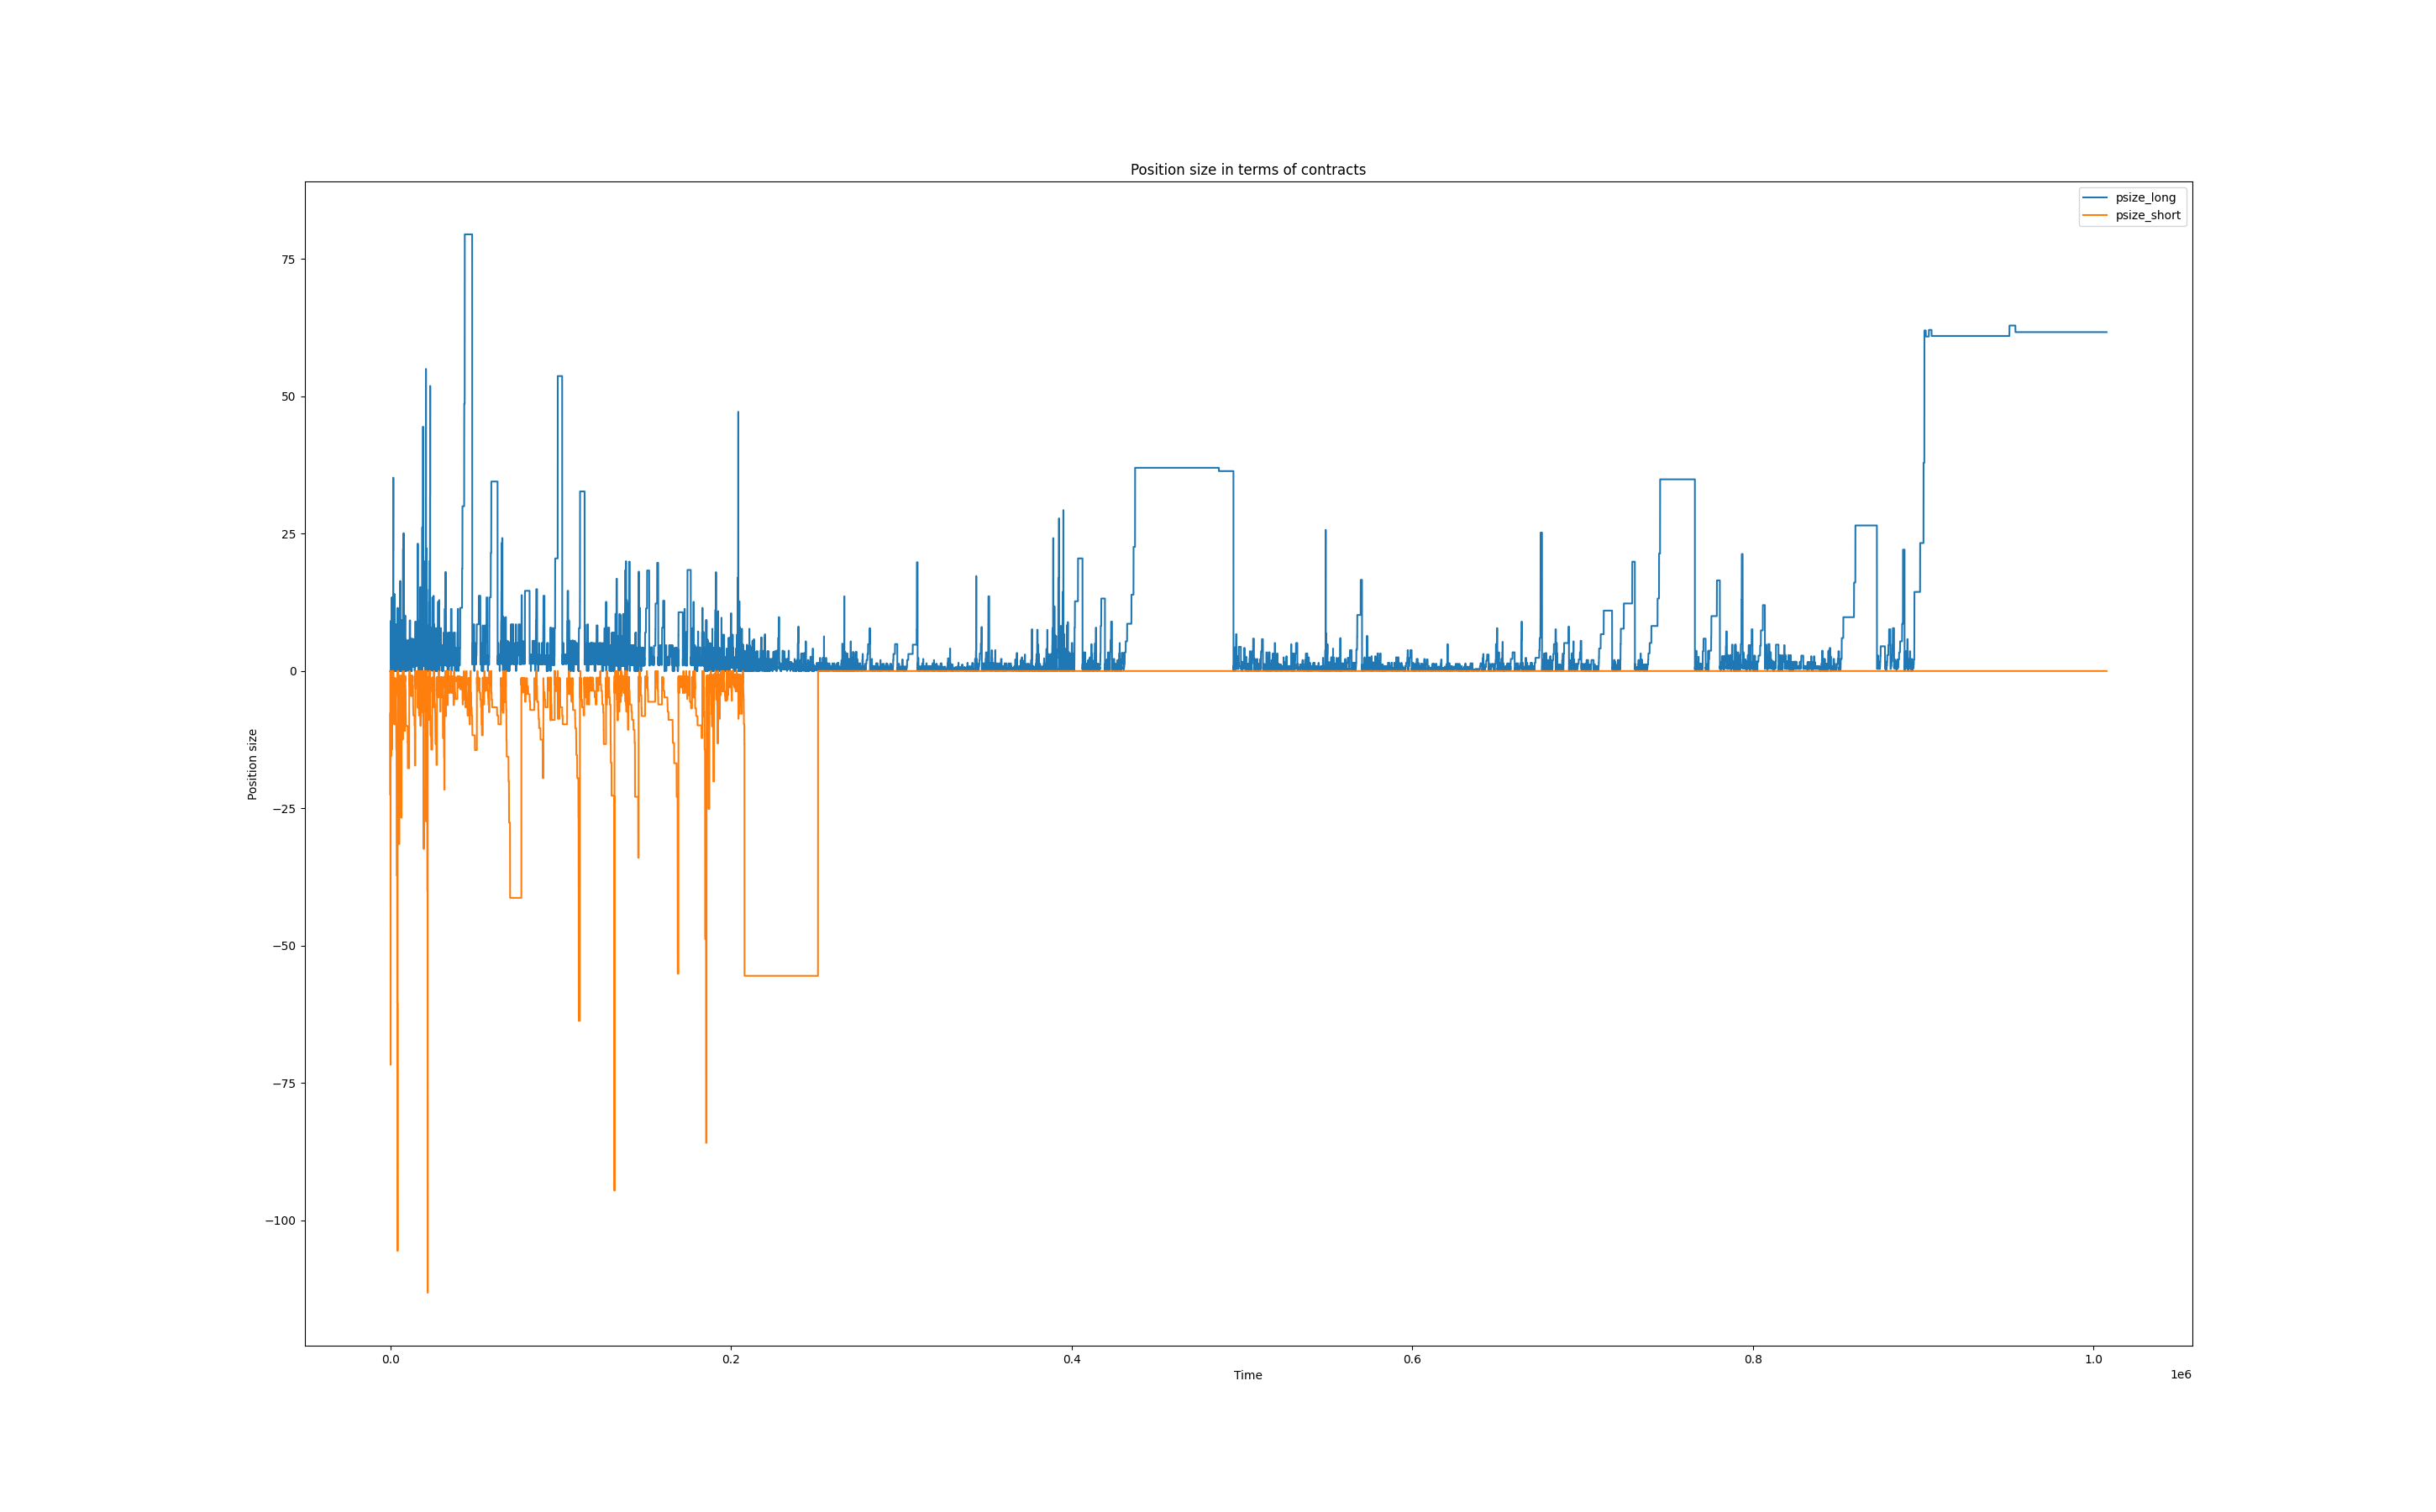 Position size in terms of contracts
psize_long
psize_short
75
50
25
0
−25
−50
−75
−100
Position size
0.0 0.2 0.4 0.6 0.8 1.0
Time
1e6